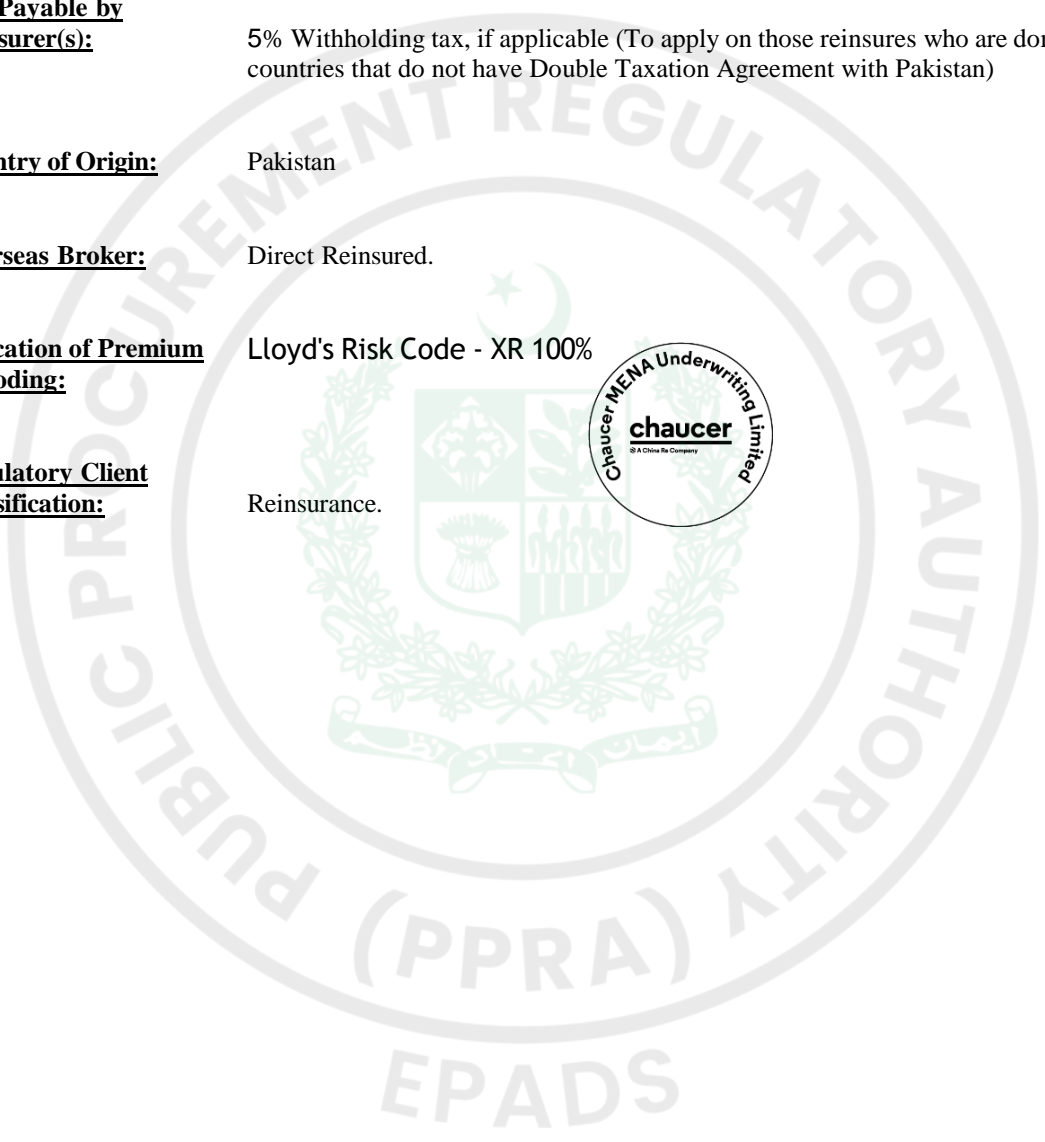 Payable by
surer(s):
5% Withholding tax, if applicable (To apply on those reinsures who are dor
countries that do not have Double Taxation Agreement with Pakistan)
ntry of Origin: Pakistan
rseas Broker: Direct Reinsured.
cation of Premium Lloyd's Risk Code - XR 100%
oding:
Chaucer MENA Underwriting Limited
chaucer
A China Re Company
ulatory Client
sification: Reinsurance.
PUBLIC PROCUREMENT REGULATORY AUTHORITY
(PPRA)
EPADS